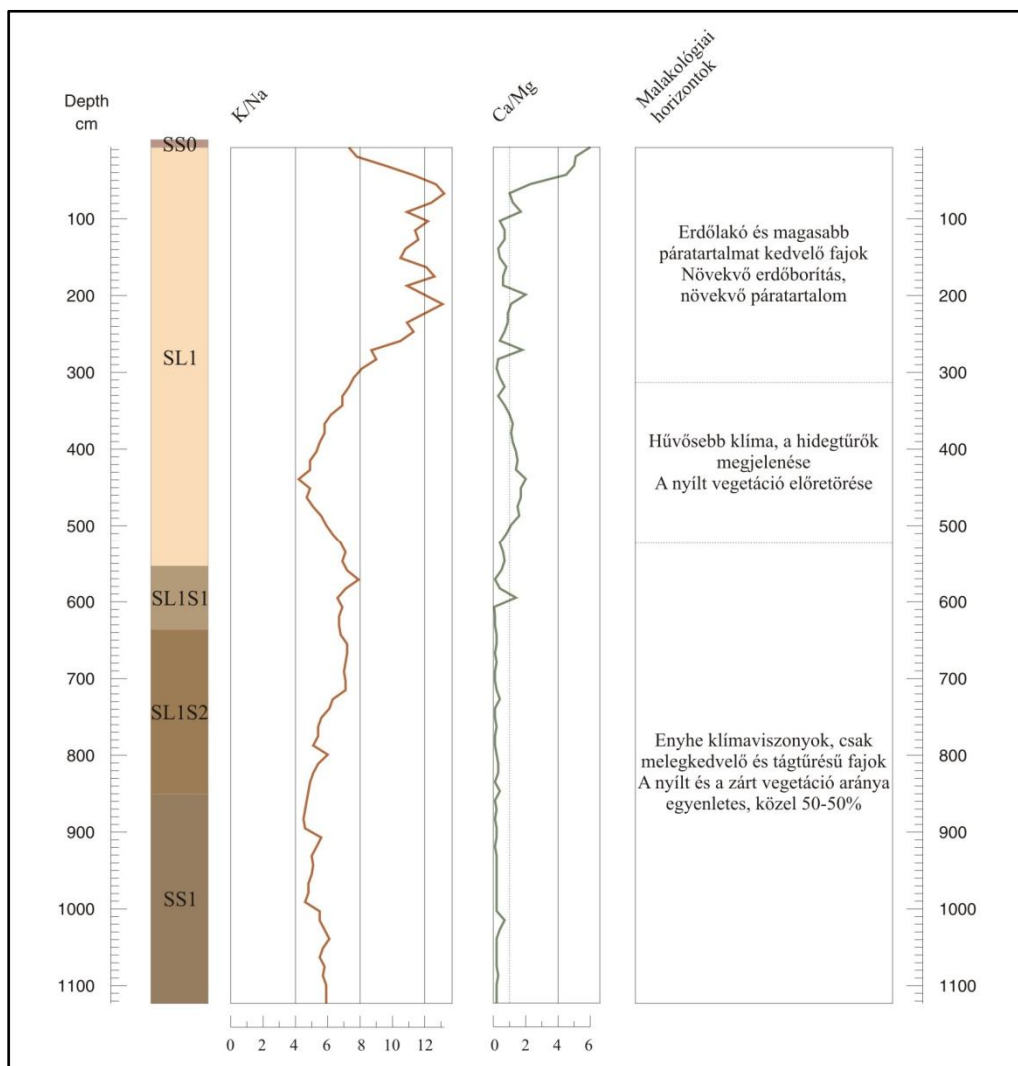 Depth
cm
K/Na
Ca/Mg
Malakológiai
horizontok
SS0
SL1
SL1S1
SL1S2
SS1
100
200
300
400
500
600
700
800
900
1000
1100
Erdőlakó és magasabb
páratartalmat kedvelő fajok
Növekvő erdőborítás,
növekvő páratartalom
Hűvösebb klíma, a hidegtűrők
megjelenése
A nyílt vegetáció előretörése
Enyhe klímaviszonyok, csak
melegkedvelő és tágtűrésű fajok
A nyílt és a zárt vegetáció aránya
egyenletes, közel 50-50%
100
200
300
400
500
600
700
800
900
1000
1100
0 2 4 6 8 10 12
0 2 4 6